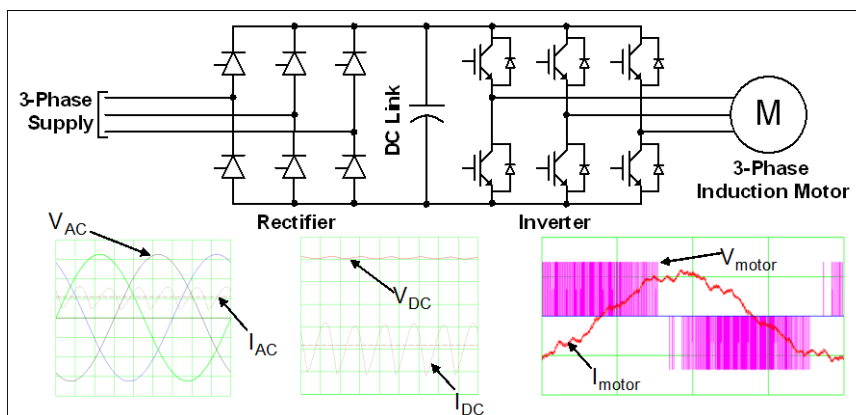 3-Phase
Supply
DC Link
M
3-Phase
Induction Motor
Rectifier
Inverter
VAC
IAC
VDC
IDC
Vmotor
Imotor